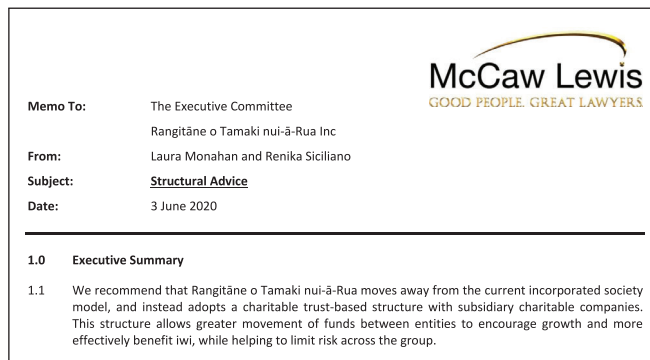 McCaw Lewis
GOOD PEOPLE. GREAT LAWYERS
Memo To: The Executive Committee
Rangitāne o Tamaki nui-ā-Rua Inc
From: Laura Monahan and Renika Siciliano
Subject: Structural Advice
Date: 3 June 2020
1.0 Executive Summary
1.1 We recommend that Rangitāne o Tamaki nui-ā-Rua moves away from the current incorporated society
model, and instead adopts a charitable trust-based structure with subsidiary charitable companies.
This structure allows greater movement of funds between entities to encourage growth and more
effectively benefit iwi, while helping to limit risk across the group.